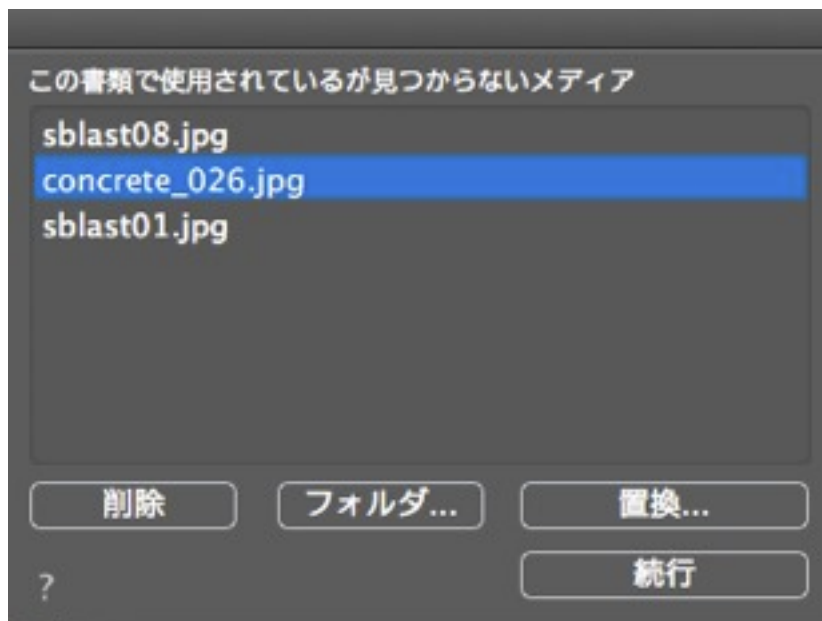 この書類で使用されているが見つからないメディア
sblast08.jpg
concrete_026.jpg
sblast01.jpg
削除 フォルダ... 置換...
? 続行